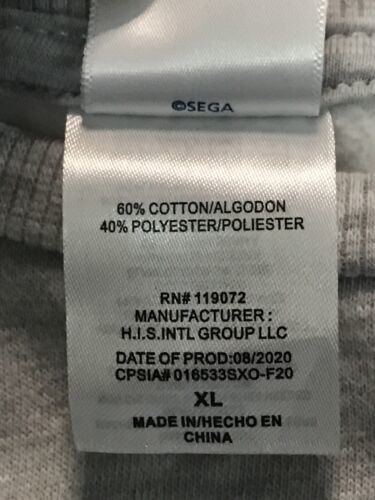 ©SEGA
60% COTTON/ALGODON
40% POLYESTER/POLIESTER
RN# 119072
MANUFACTURER :
H.I.S.INTL GROUP LLC
DATE OF PROD:08/2020
CPSIA# 016533SXO-F20
XL
MADE IN/HECHO EN
CHINA